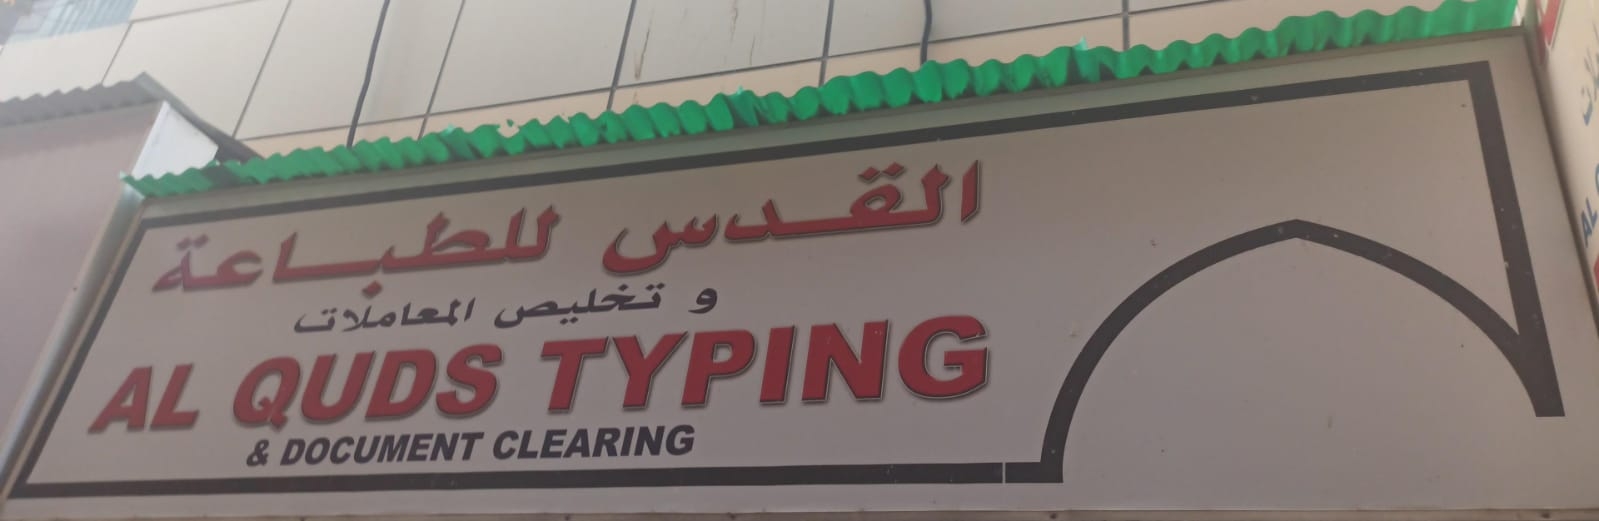 القدس للطباعة
و تخليص المعاملات
AL QUDS TYPING
& DOCUMENT CLEARING